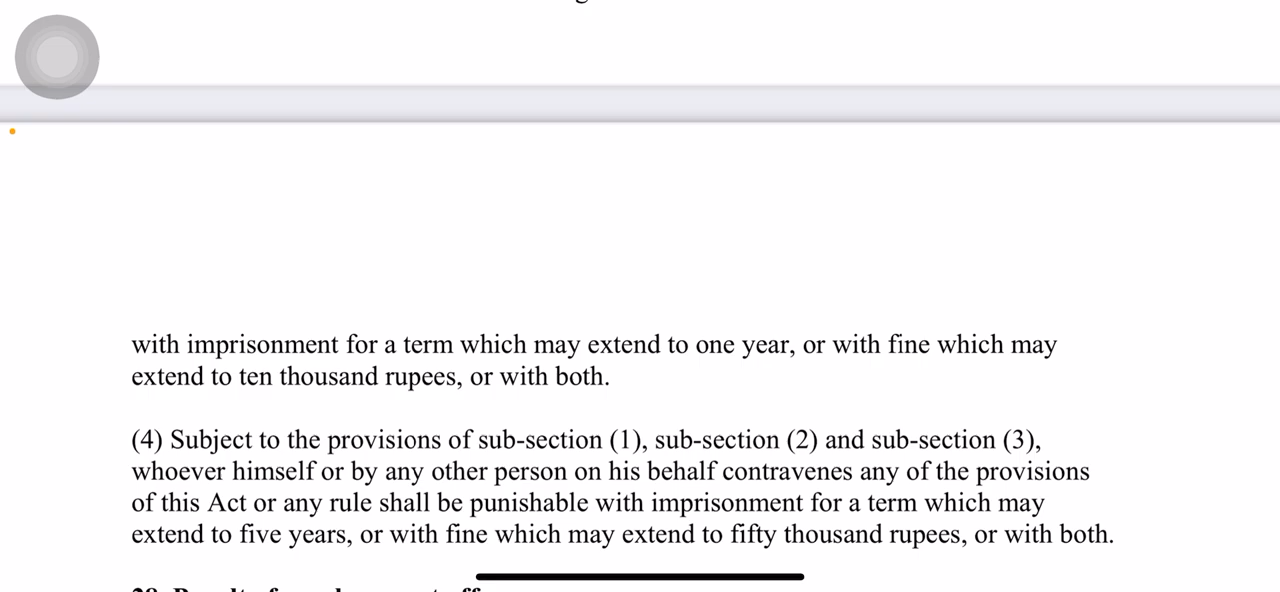 with imprisonment for a term which may extend to one year, or with fine which may
extend to ten thousand rupees, or with both.
(4) Subject to the provisions of sub-section (1), sub-section (2) and sub-section (3),
whoever himself or by any other person on his behalf contravenes any of the provisions
of this Act or any rule shall be punishable with imprisonment for a term which may
extend to five years, or with fine which may extend to fifty thousand rupees, or with both.